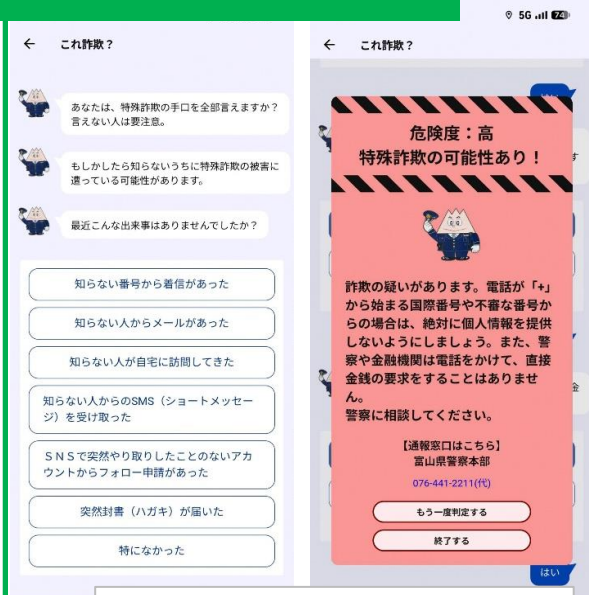 5G 74
← これ詐欺？
あなたは、特殊詐欺の手口を全部言えますか？
言えない人は要注意。
もしかしたら知らないうちに特殊詐欺の被害に
遭っている可能性があります。
最近こんな出来事はありませんでしたか？
知らない番号から着信があった
知らない人からメールがあった
知らない人が自宅に訪問してきた
知らない人からのSMS（ショートメッセー
ジ）を受け取った
ＳＮＳで突然やり取りしたことのないアカ
ウントからフォロー申請があった
突然封書（ハガキ）が届いた
特になかった
← これ詐欺？
す
危険度：高
特殊詐欺の可能性あり！
詐欺の疑いがあります。電話が「+」
から始まる国際番号や不審な番号か
らの場合は、絶対に個人情報を提供
しないようにしましょう。また、警
察や金融機関は電話をかけて、直接
金銭の要求をすることはありませ
ん。
警察に相談してください。
金
【通報窓口はこちら】
富山県警察本部
076-441-2211(代)
もう一度判定する
終了する
はい